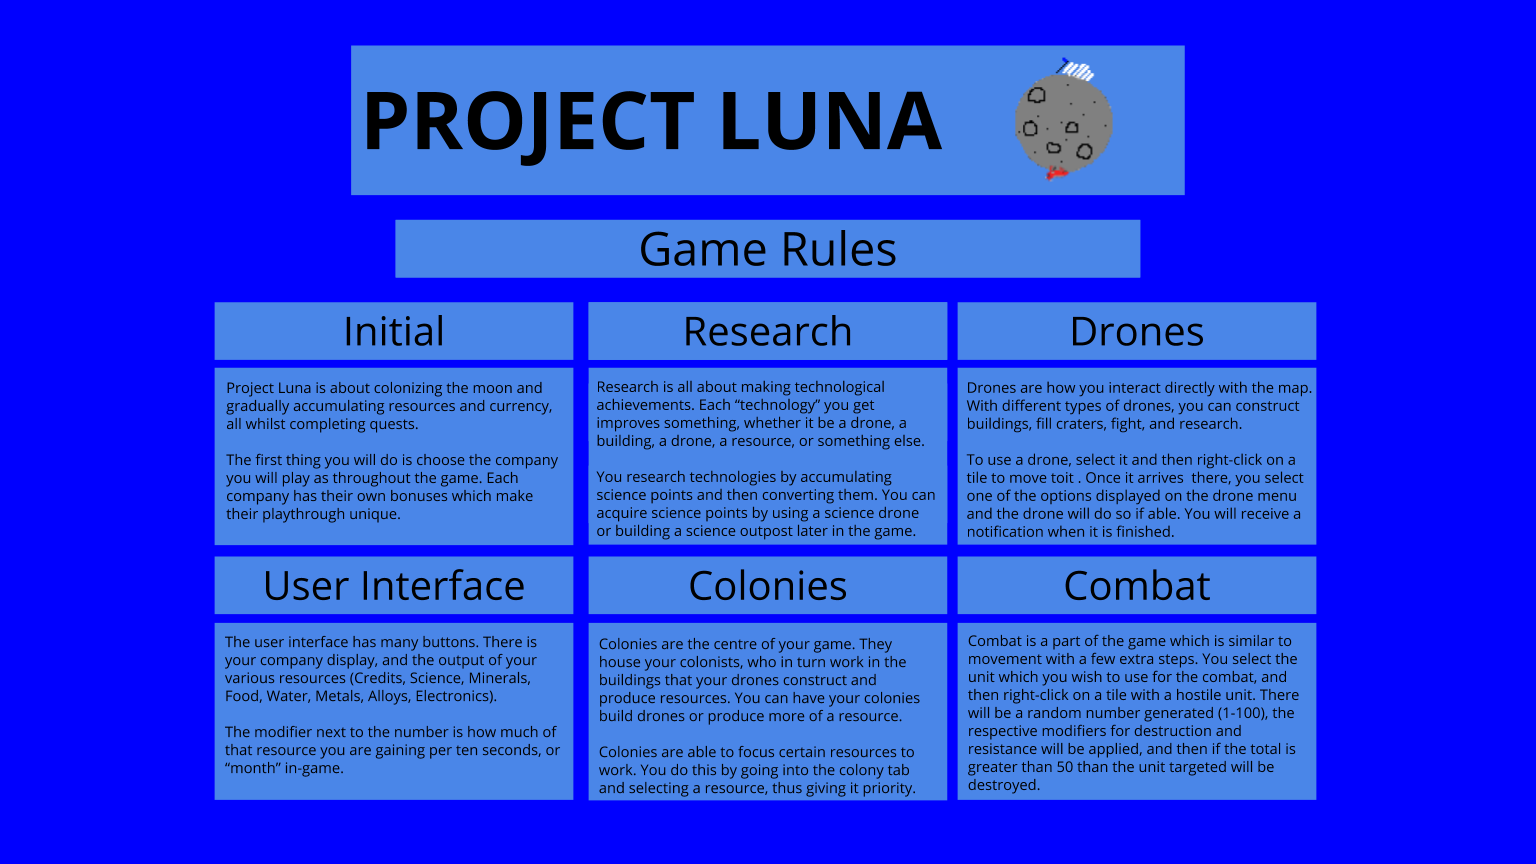 PROJECT LUNA
Game Rules
Initial
Project Luna is about colonizing the moon and
gradually accumulating resources and currency,
all whilst completing quests.
The first thing you will do is choose the company
you will play as throughout the game. Each
company has their own bonuses which make
their playthrough unique.
Research
Research is all about making technological
achievements. Each “technology” you get
improves something, whether it be a drone, a
building, a drone, a resource, or something else.
You research technologies by accumulating
science points and then converting them. You can
acquire science points by using a science drone
or building a science outpost later in the game.
Drones
Drones are how you interact directly with the map.
With different types of drones, you can construct
buildings, fill craters, fight, and research.
To use a drone, select it and then right-click on a
tile to move toit . Once it arrives  there, you select
one of the options displayed on the drone menu
and the drone will do so if able. You will receive a
notification when it is finished.
User Interface
The user interface has many buttons. There is
your company display, and the output of your
various resources (Credits, Science, Minerals,
Food, Water, Metals, Alloys, Electronics).
The modifier next to the number is how much of
that resource you are gaining per ten seconds, or
“month” in-game.
Colonies
Colonies are the centre of your game. They
house your colonists, who in turn work in the
buildings that your drones construct and
produce resources. You can have your colonies
build drones or produce more of a resource.
Colonies are able to focus certain resources to
work. You do this by going into the colony tab
and selecting a resource, thus giving it priority.
Combat
Combat is a part of the game which is similar to
movement with a few extra steps. You select the
unit which you wish to use for the combat, and
then right-click on a tile with a hostile unit. There
will be a random number generated (1-100), the
respective modifiers for destruction and
resistance will be applied, and then if the total is
greater than 50 than the unit targeted will be
destroyed.